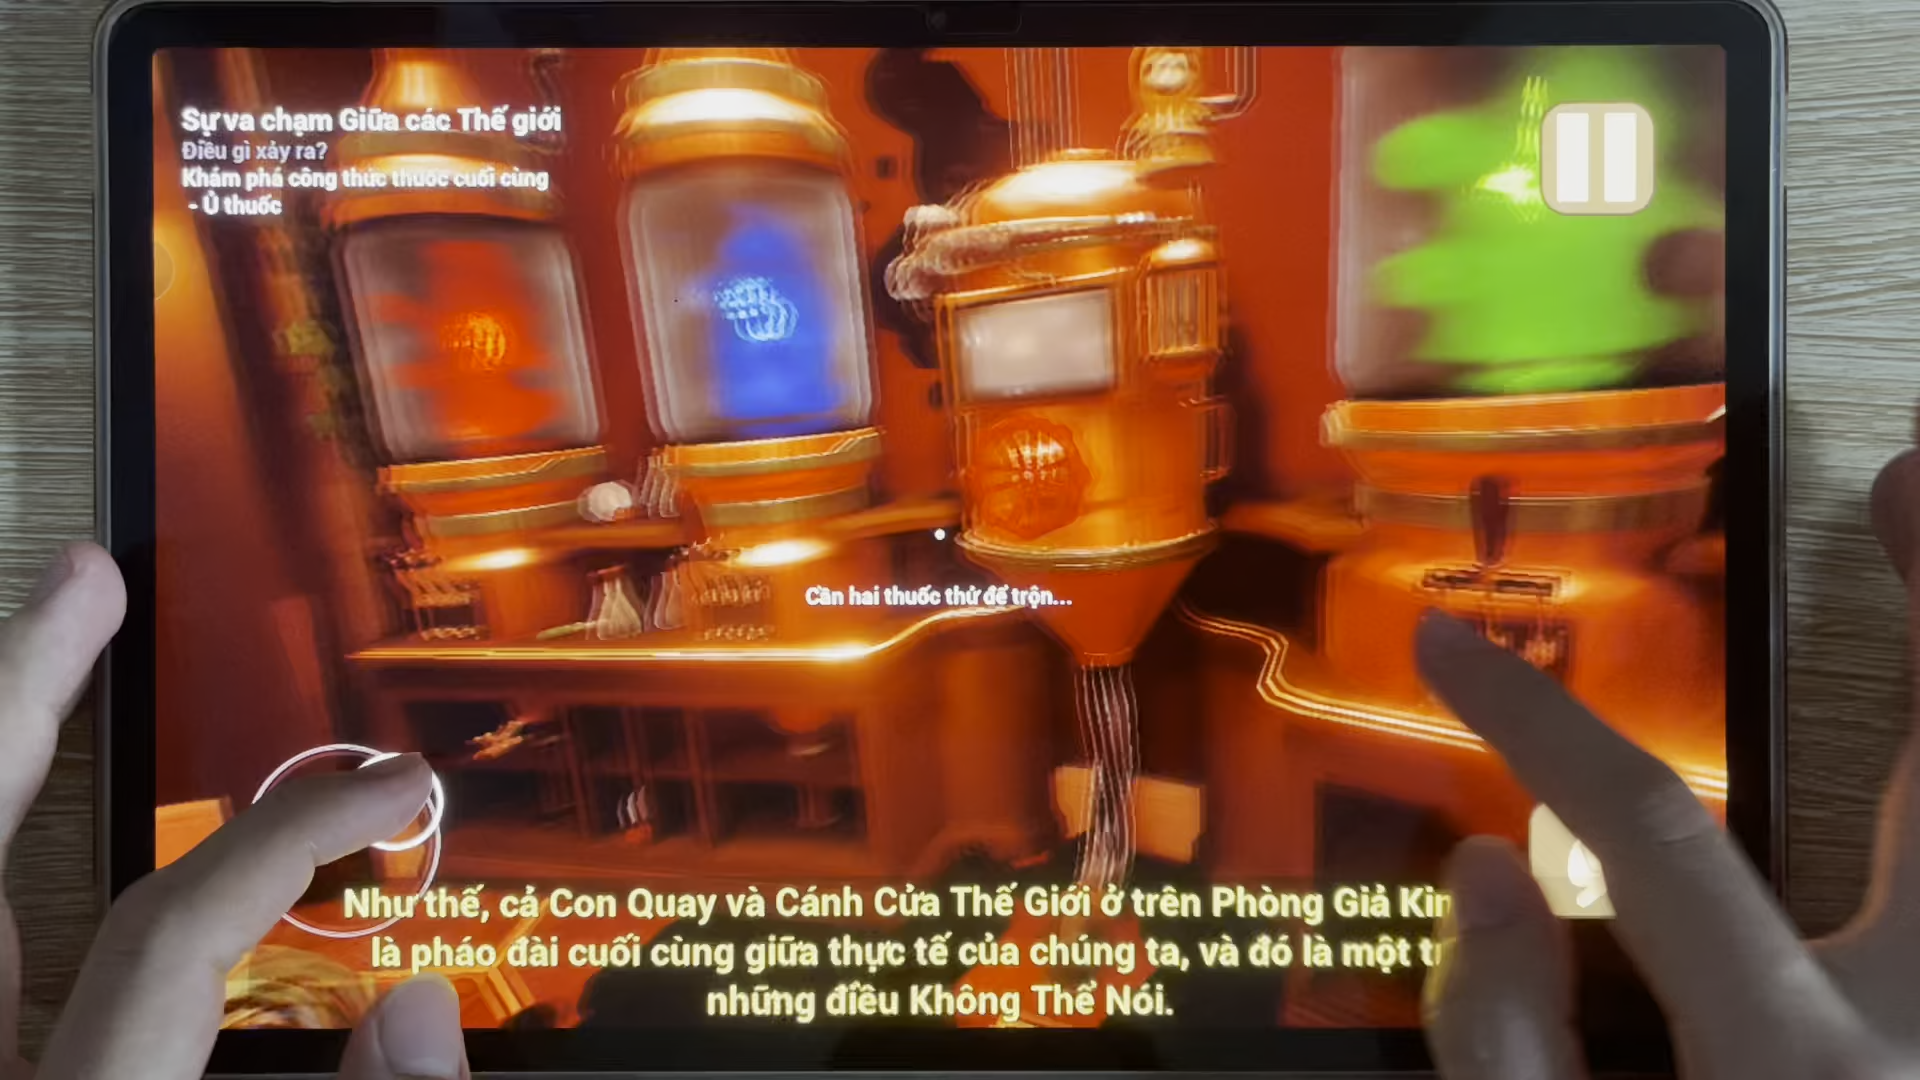 Sự va chạm Giữa các Thế giới
Điều gì xảy ra?
Khám phá công thức thuốc cuối cùng
- Ủ thuốc
Cần hai thuốc thử để trộn...
Như thế, cả Con Quay và Cánh Cửa Thế Giới ở trên Phòng Giả
là pháo đài cuối cùng giữa thực tế của chúng ta, và đó là một
những điều Không Thể Nói.